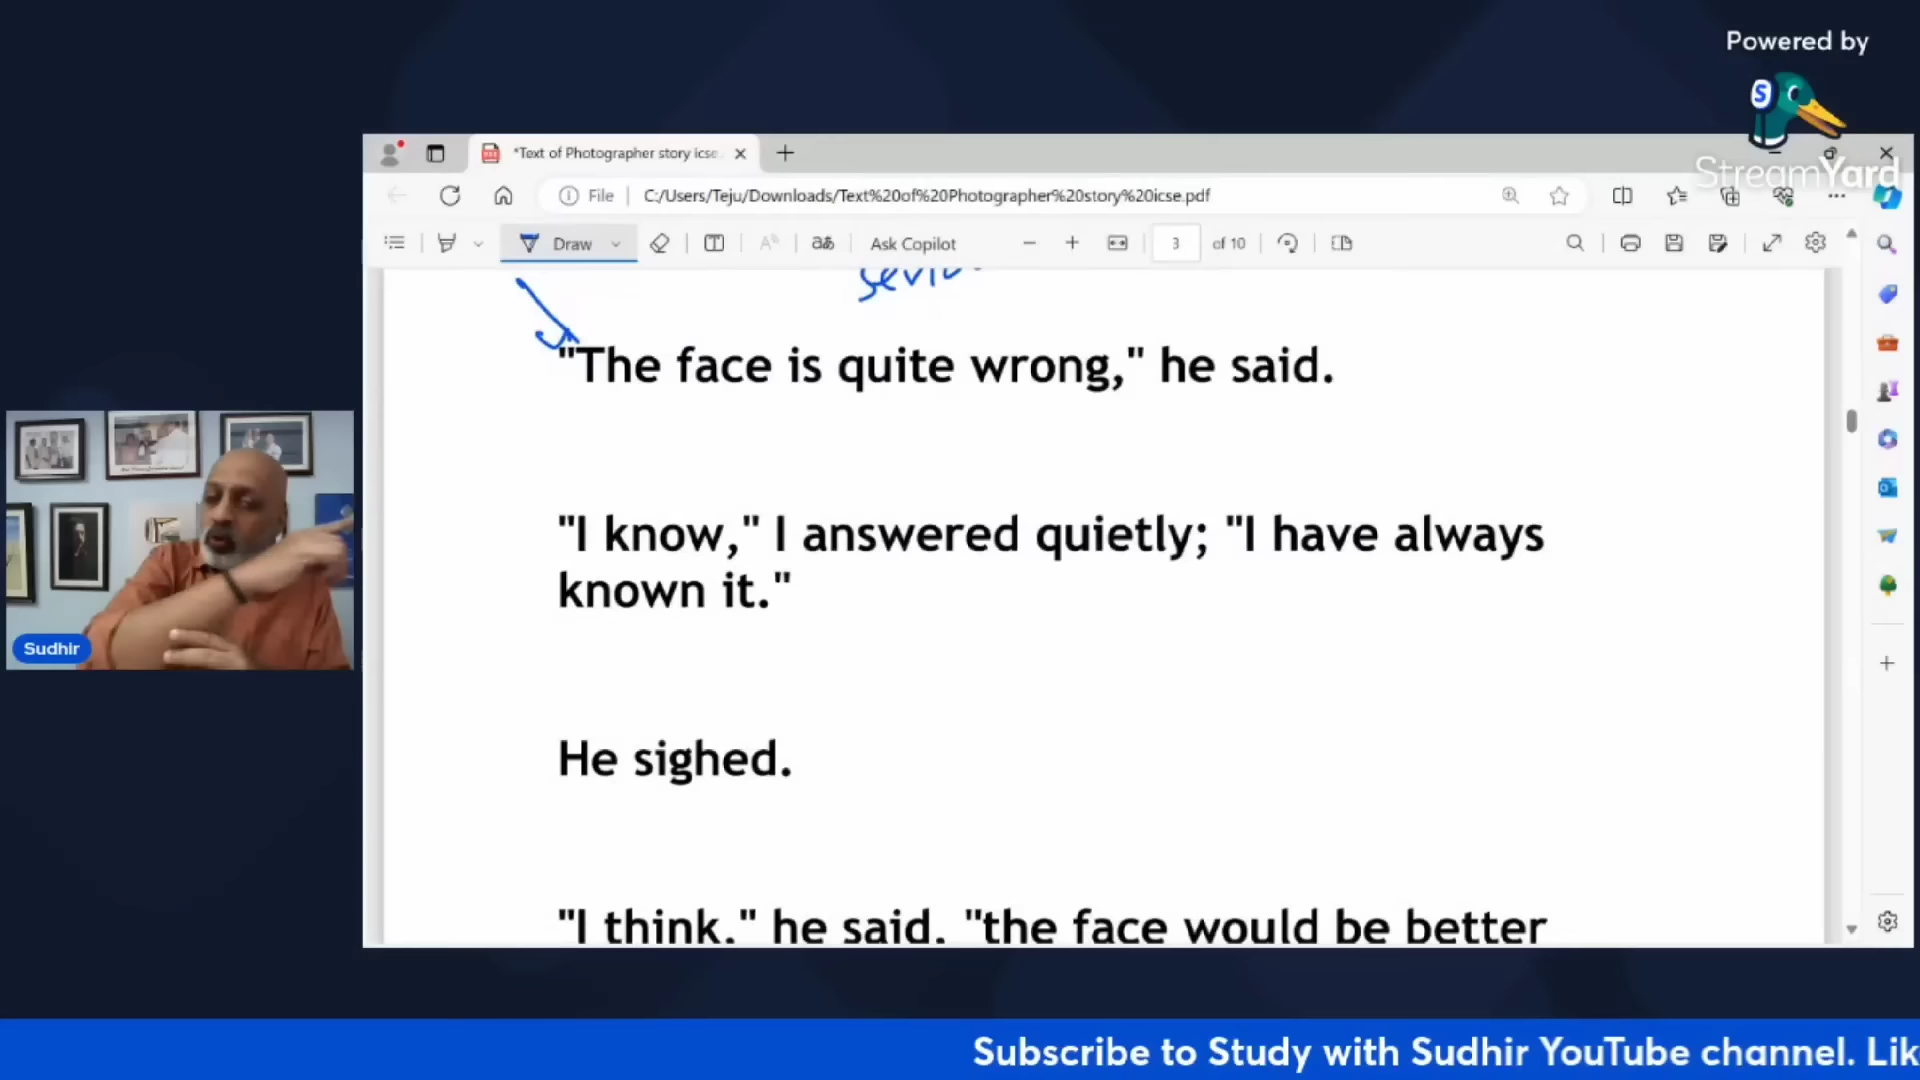 Powered by
StreamYard
*Text of Photographer story icse.
File
C:/Users/Teju/Downloads/Text%20of%20Photographer%20story%20icse.pdf
Draw
Ask Copilot
3 of 10
"The face is quite wrong," he said.
"I know," I answered quietly; "I have always
known it."
He sighed.
"I think," he said, "the face would be better
Sudhir
Subscribe to Study with Sudhir YouTube channel. Lik